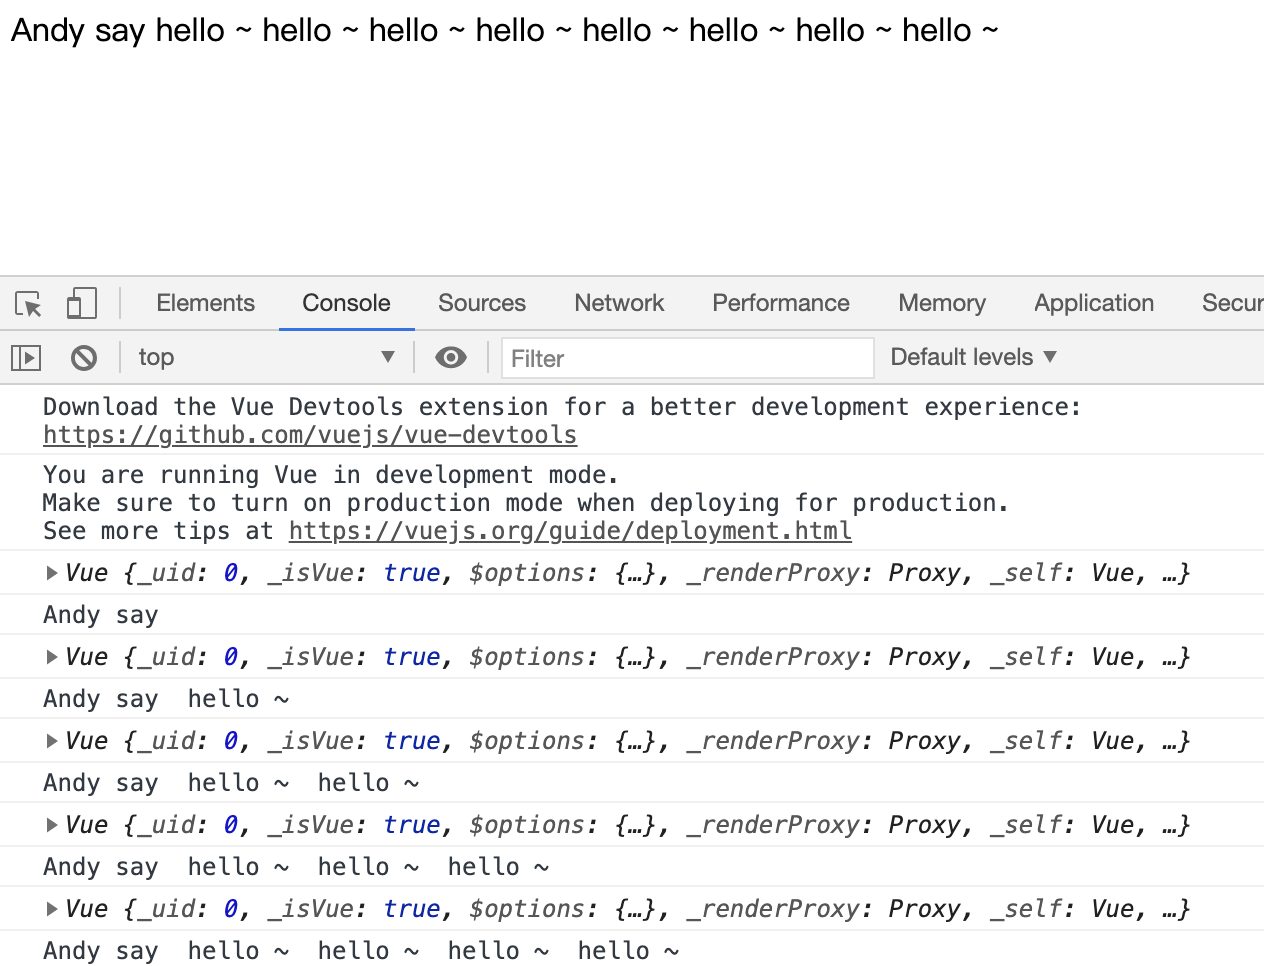 Andy say hello ~ hello ~ hello ~ hello ~ hello ~ hello ~ hello ~ hello ~
Elements Console Sources Network Performance Memory Application Secur
top Filter Default levels
Download the Vue Devtools extension for a better development experience:
https://github.com/vuejs/vue-devtools
You are running Vue in development mode.
Make sure to turn on production mode when deploying for production.
See more tips at https://vuejs.org/guide/deployment.html
Vue {_uid: 0, _isVue: true, $options: {…}, _renderProxy: Proxy, _self: Vue, …}
Andy say
Vue {_uid: 0, _isVue: true, $options: {…}, _renderProxy: Proxy, _self: Vue, …}
Andy say  hello ~
Vue {_uid: 0, _isVue: true, $options: {…}, _renderProxy: Proxy, _self: Vue, …}
Andy say  hello ~  hello ~
Vue {_uid: 0, _isVue: true, $options: {…}, _renderProxy: Proxy, _self: Vue, …}
Andy say  hello ~  hello ~  hello ~
Vue {_uid: 0, _isVue: true, $options: {…}, _renderProxy: Proxy, _self: Vue, …}
Andy say  hello ~  hello ~  hello ~  hello ~